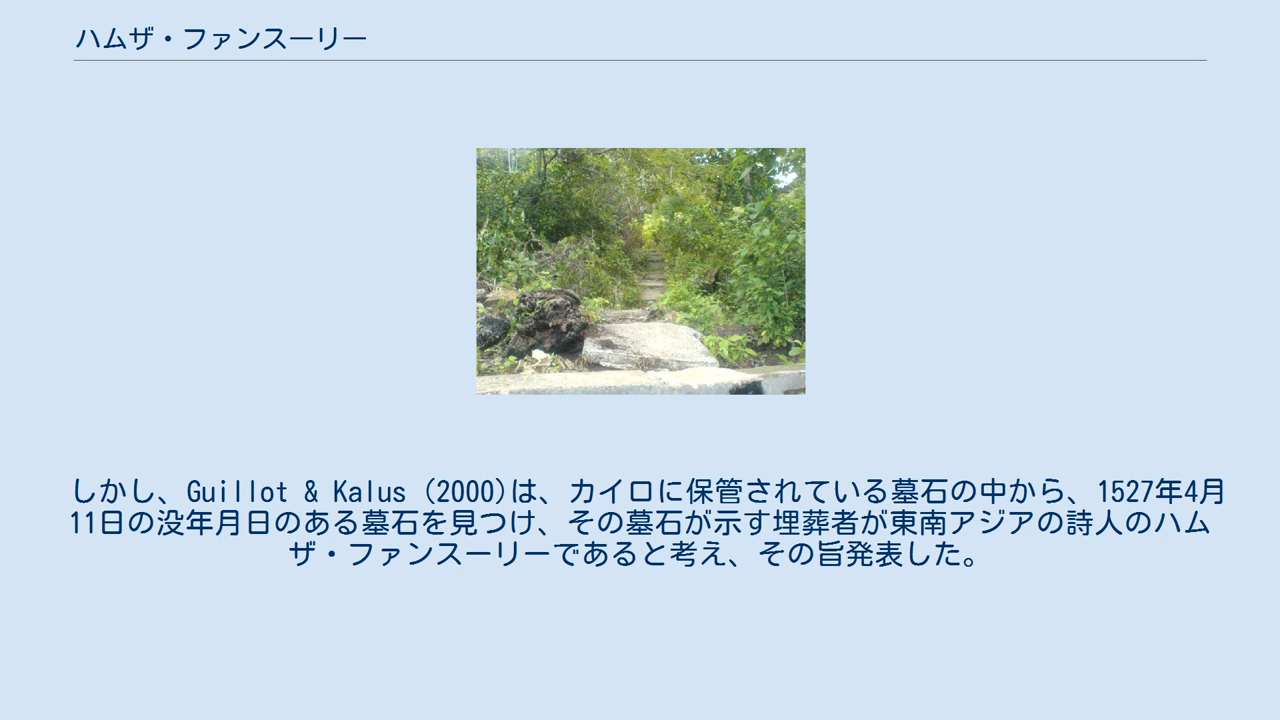 ハムザ・ファンスーリー
しかし、Guillot & Kalus (2000)は、カイロに保管されている墓石の中から、1527年4月
11日の没年月日のある墓石を見つけ、その墓石が示す埋葬者が東南アジアの詩人のハム
ザ・ファンスーリーであると考え、その旨発表した。